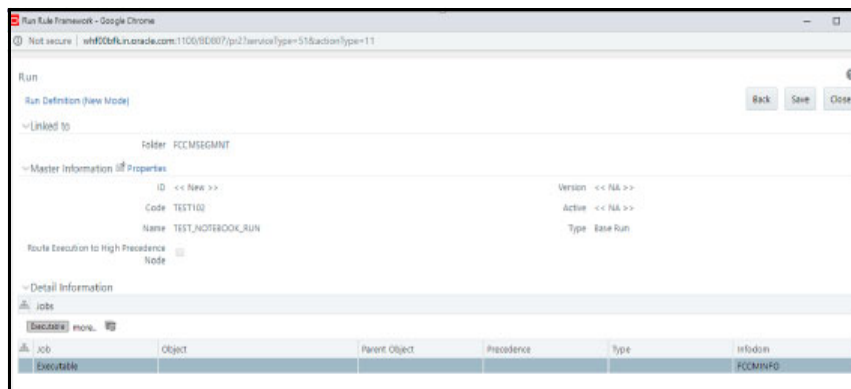 Run Rule Framework - Google Chrome
Not secure | whf00bfk.in.oracle.com:1100/BD807/pr2?serviceType=51&actionType=11
Run
Run Definition (New Mode)
Back Save Close
Linked to
Folder FCCMSEGMNT
Master Information Properties
ID << New >> Version << NA >>
Code TEST102 Active << NA >>
Name TEST_NOTEBOOK_RUN Type Base Run
Route Execution to High Precedence
Node
Detail Information
Jobs
Executable more..
Job Object Parent Object Precedence Type Infodom
Executable FCCMINFO